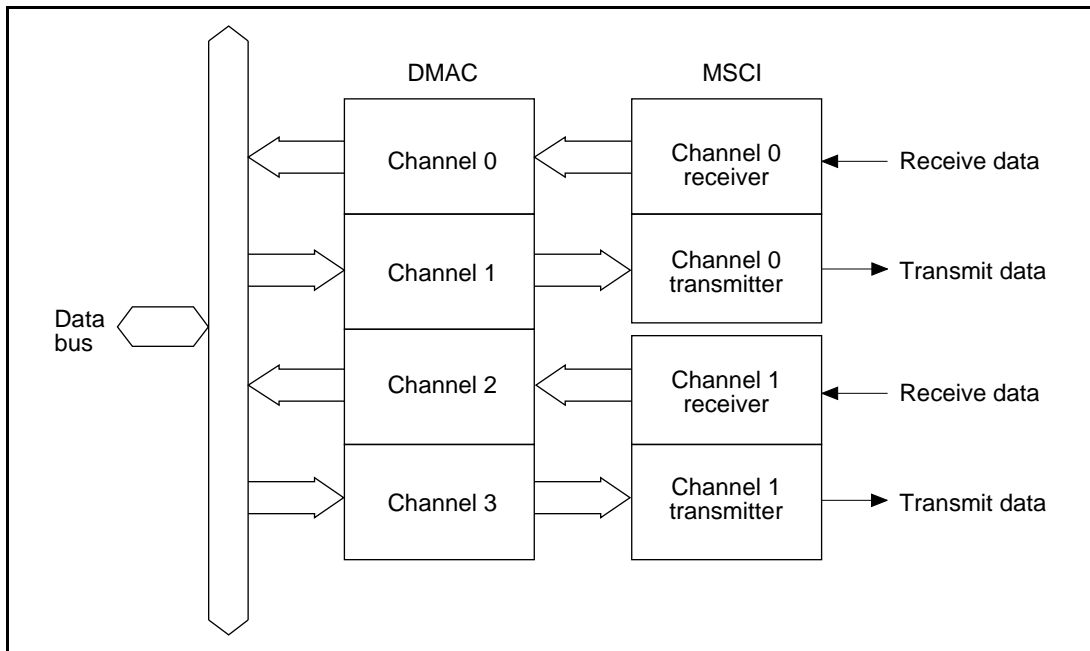 DMAC
MSCI
Channel 0
Channel 0
receiver
Receive data
Channel 1
Channel 0
transmitter
Transmit data
Data
bus
Channel 2
Channel 1
receiver
Receive data
Channel 3
Channel 1
transmitter
Transmit data